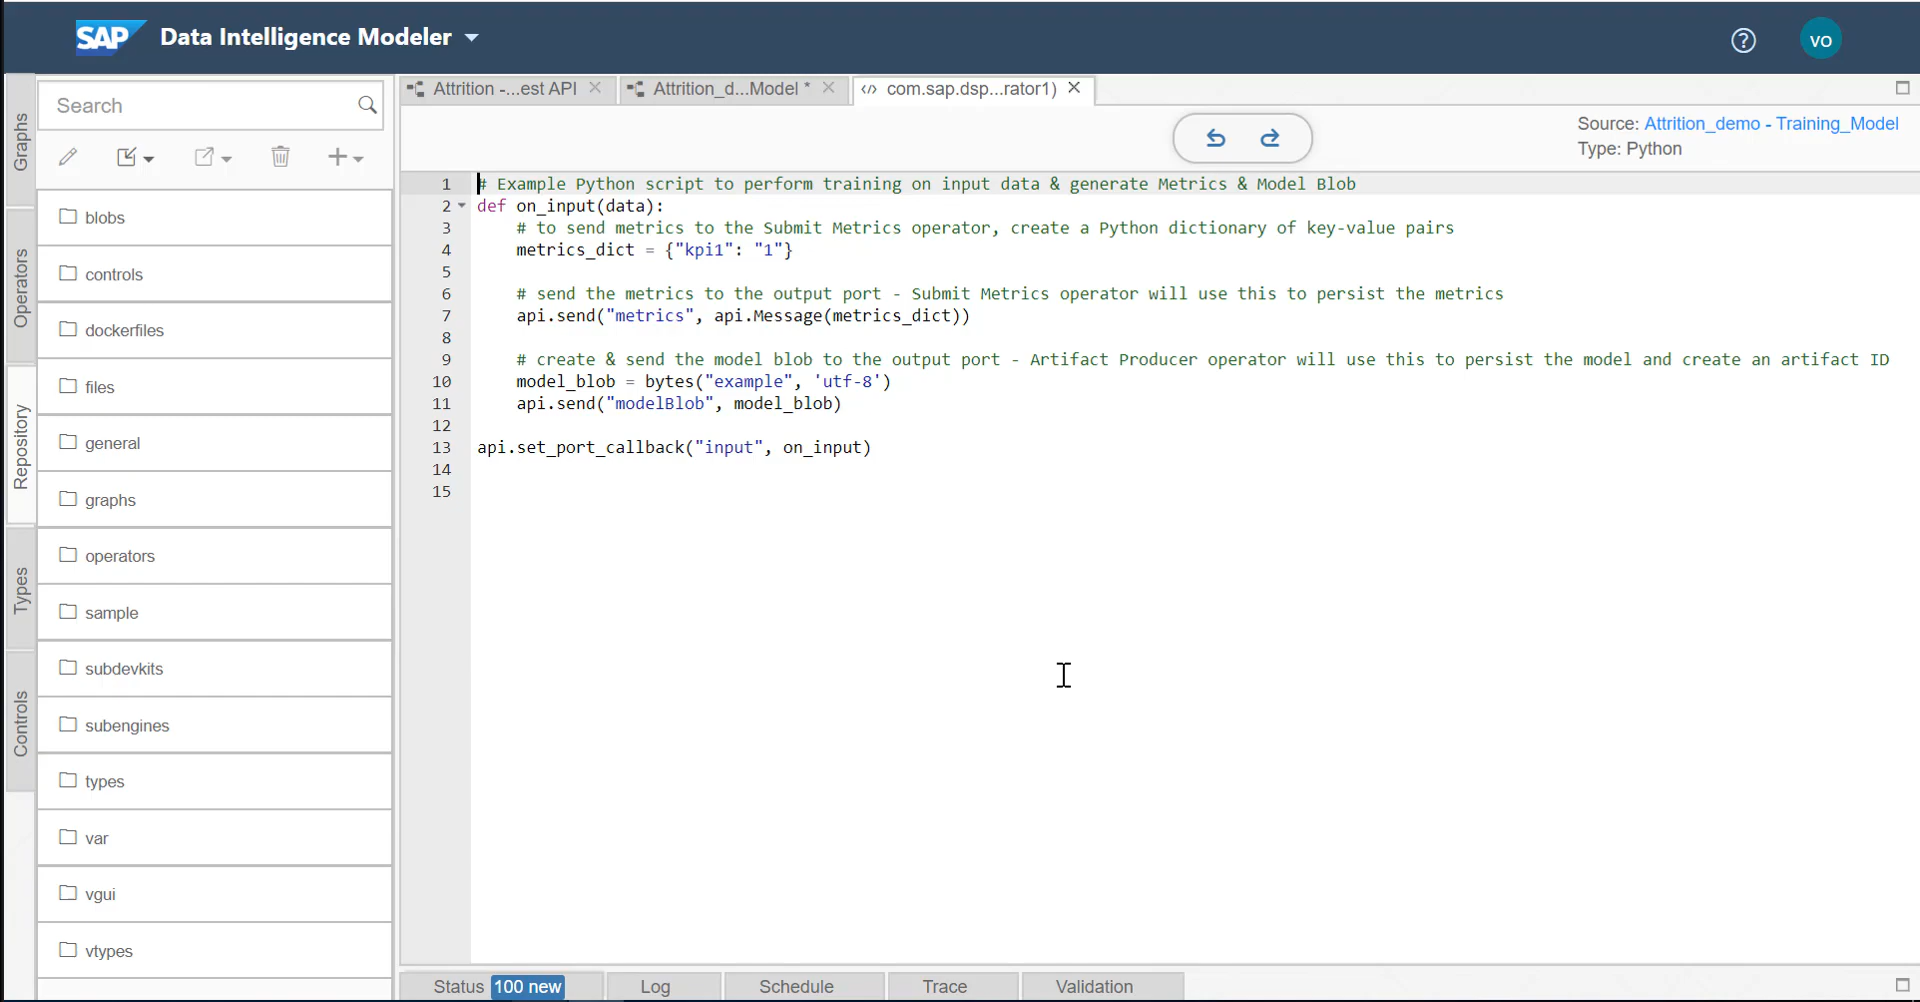 SAP Data Intelligence Modeler
VO
Attrition -...est API
Attrition_d...Model *
com.sap.dsp...rator1)
Search
Source: Attrition_demo - Training_Model
Type: Python
Graphs
Operators
Repository
Types
Controls
blobs
controls
dockerfiles
files
general
graphs
operators
sample
subdevkits
subengines
types
var
vgui
vtypes
1 # Example Python script to perform training on input data & generate Metrics & Model Blob
2 def on_input(data):
3 # to send metrics to the Submit Metrics operator, create a Python dictionary of key-value pairs
4 metrics_dict = {"kpi1": "1"}
5
6 # send the metrics to the output port - Submit Metrics operator will use this to persist the metrics
7 api.send("metrics", api.Message(metrics_dict))
8
9 # create & send the model blob to the output port - Artifact Producer operator will use this to persist the model and create an artifact ID
10 model_blob = bytes("example", 'utf-8')
11 api.send("modelBlob", model_blob)
12
13 api.set_port_callback("input", on_input)
14
15
Status 100 new
Log
Schedule
Trace
Validation